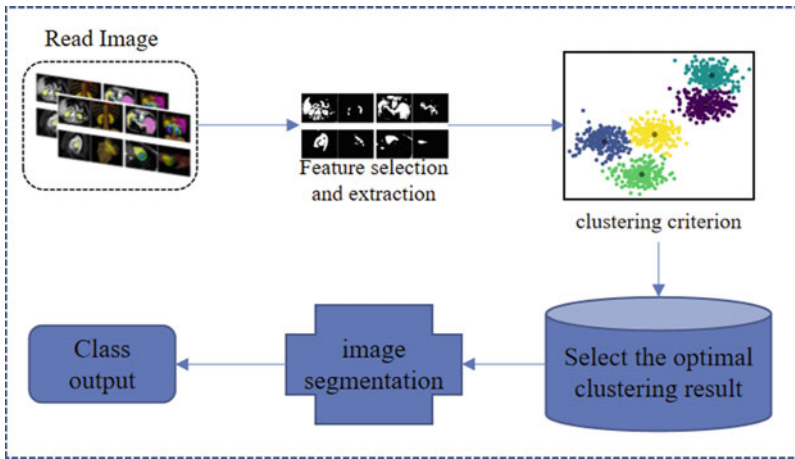 Read Image
Feature selection
and extraction
clustering criterion
Select the optimal
clustering result
image
segmentation
Class
output